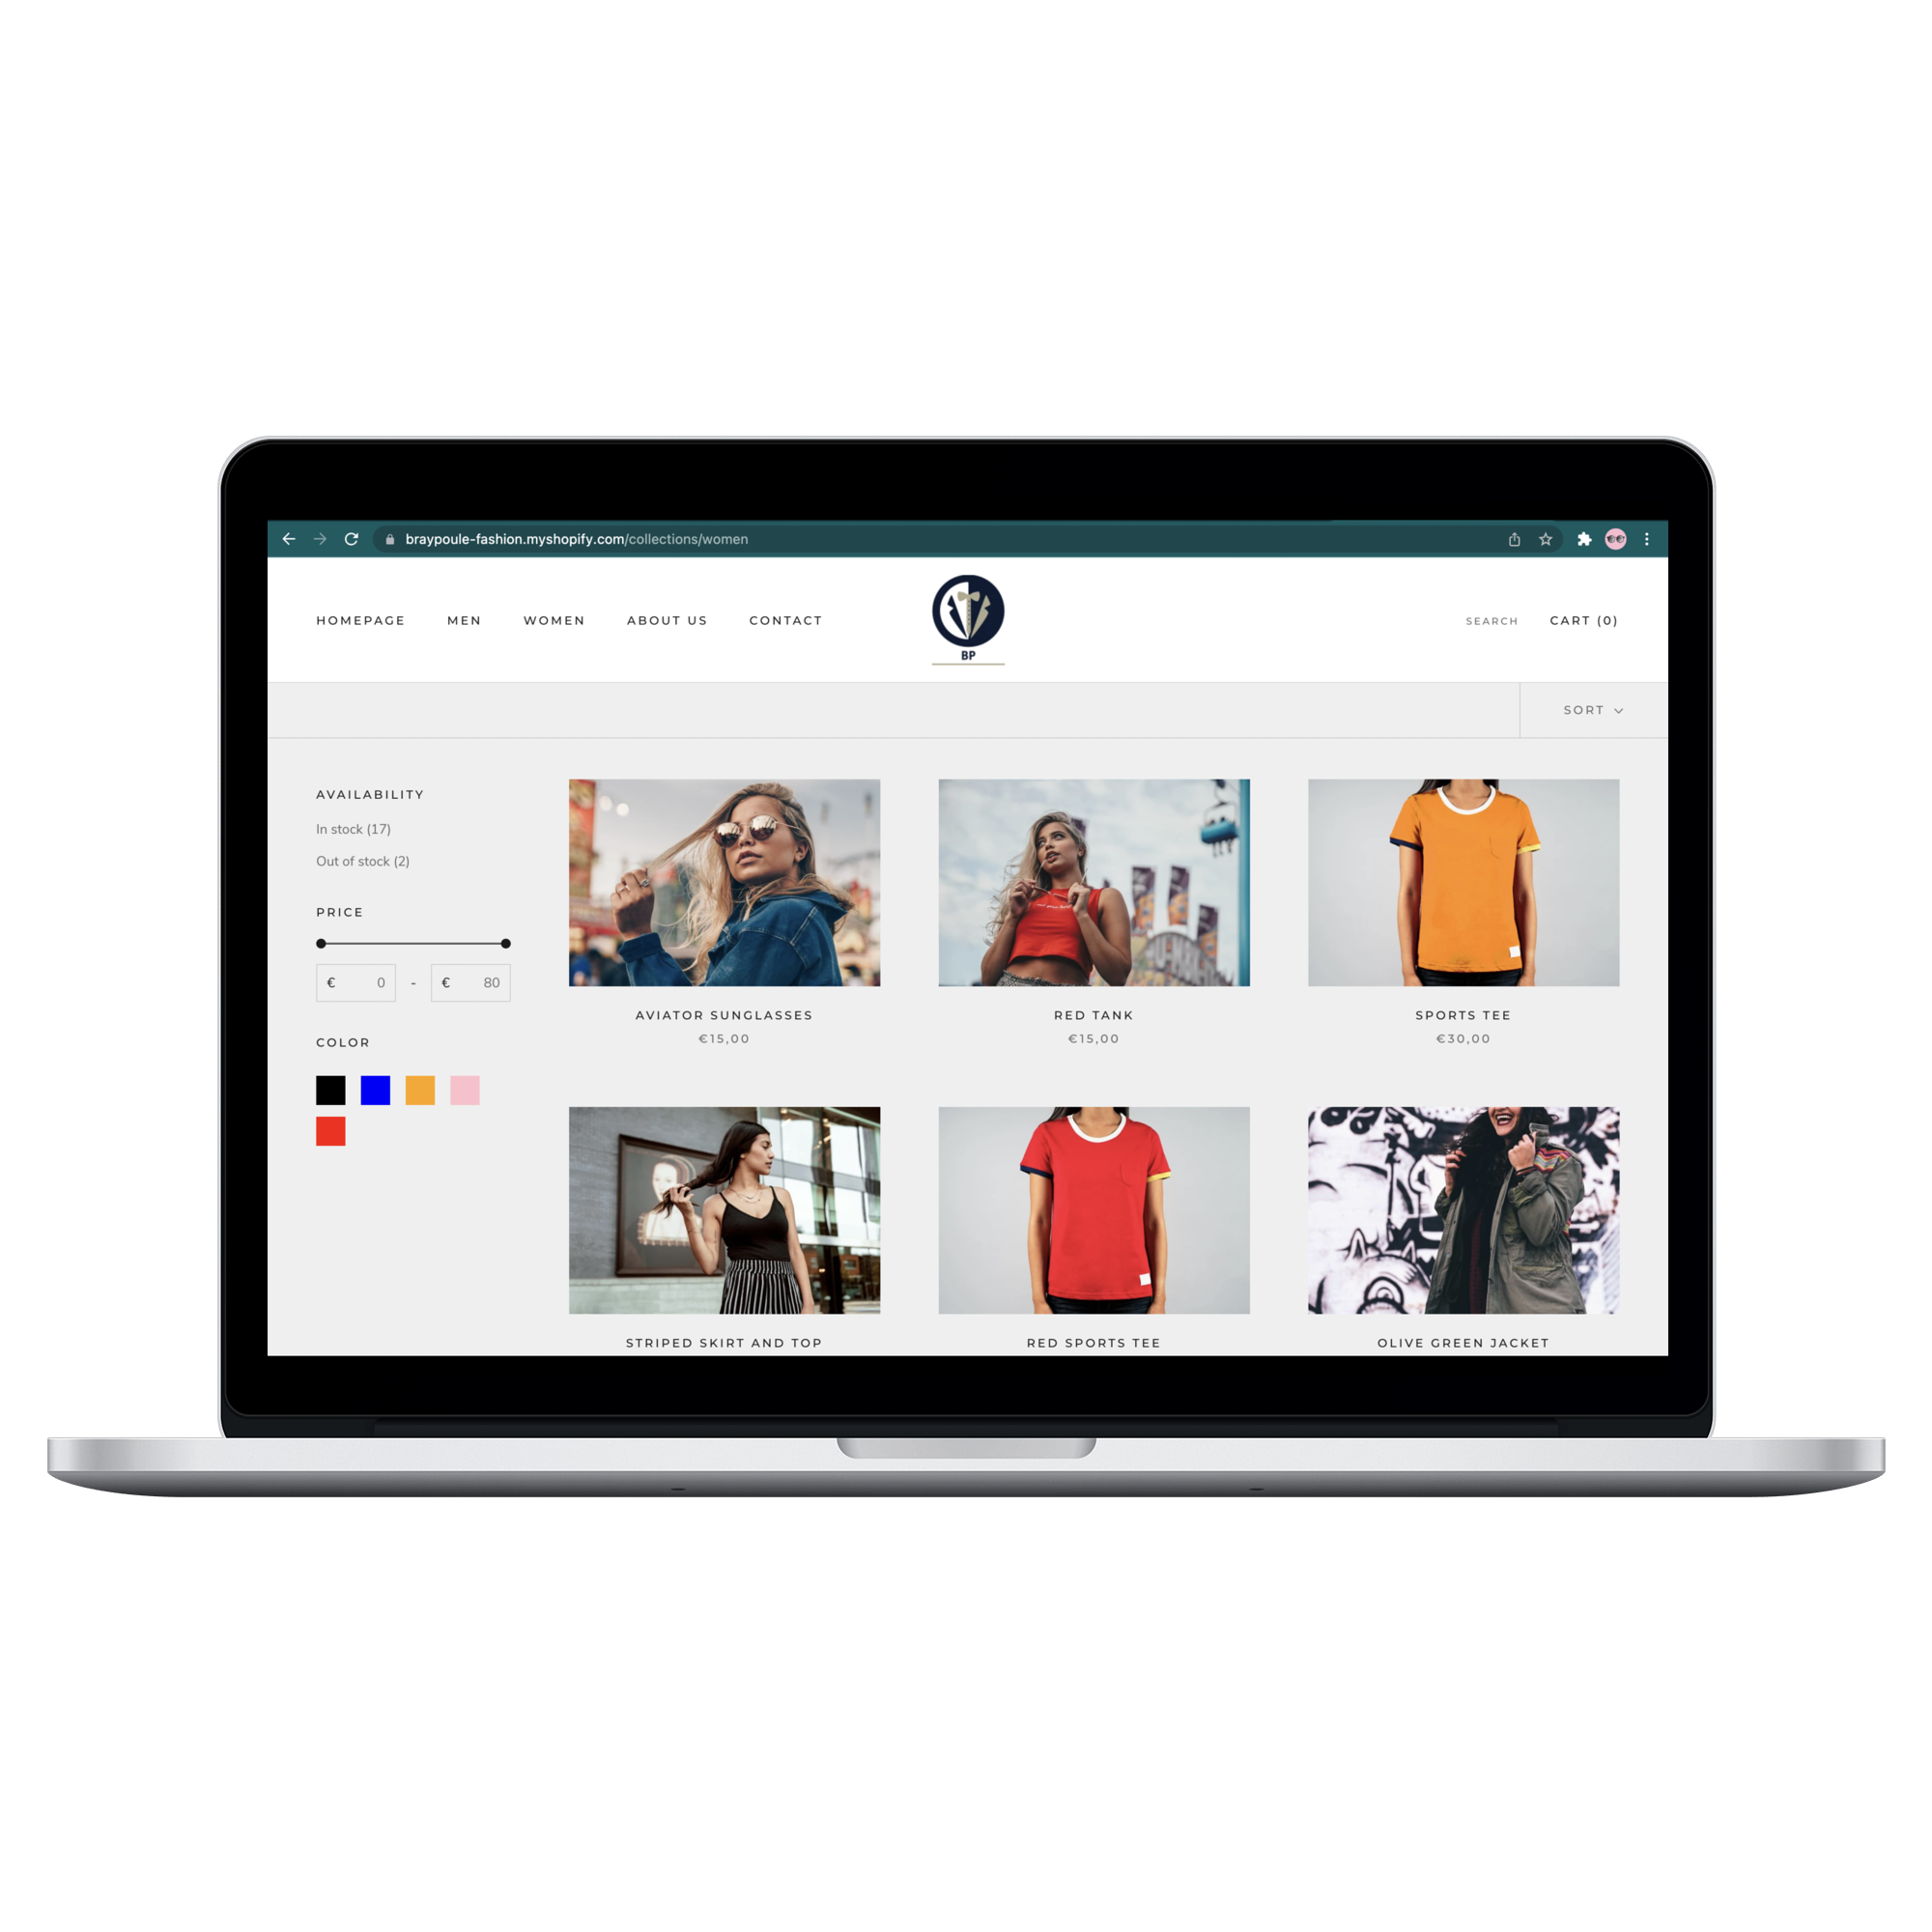 braypoule-fashion.myshopify.com/collections/women
HOMEPAGE MEN WOMEN ABOUT US CONTACT
BP
SEARCH CART (0)
SORT
AVAILABILITY
In stock (17)
Out of stock (2)
PRICE
€ 0 - € 80
COLOR
AVIATOR SUNGLASSES
€15,00
RED TANK
€15,00
SPORTS TEE
€30,00
STRIPED SKIRT AND TOP
RED SPORTS TEE
OLIVE GREEN JACKET